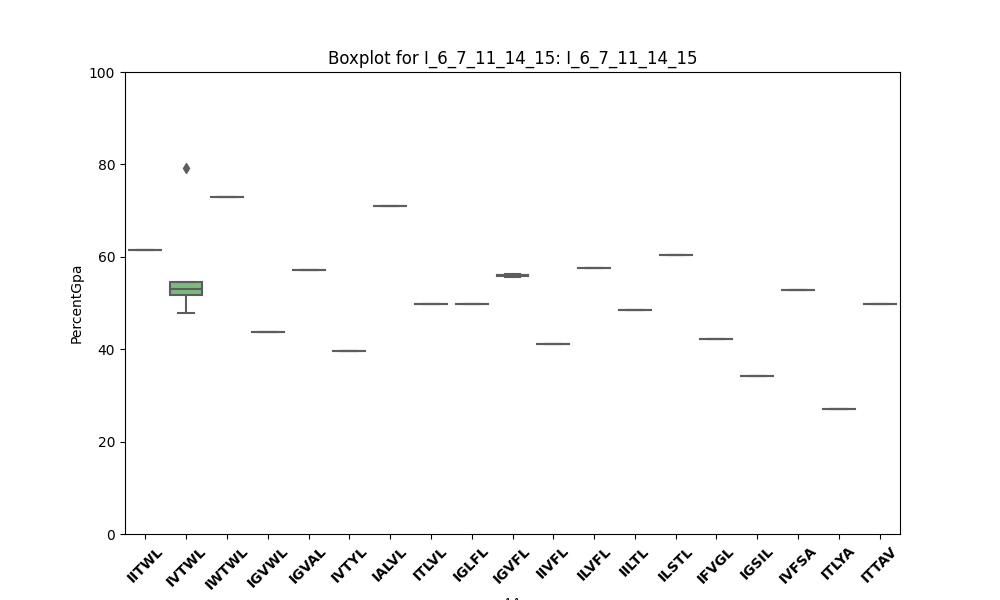 Boxplot for I_6_7_11_14_15: I_6_7_11_14_15
100
80
60
40
20
0
PercentGpa
IITWL IVTWL IWTWL IGVWL IGVAL IVTYL IALVL ITLVL IGLFL IGVFL IIVFL ILVFL IILTL ILSTL IFVGL IGSIL IVFSA ITLYA ITTAV